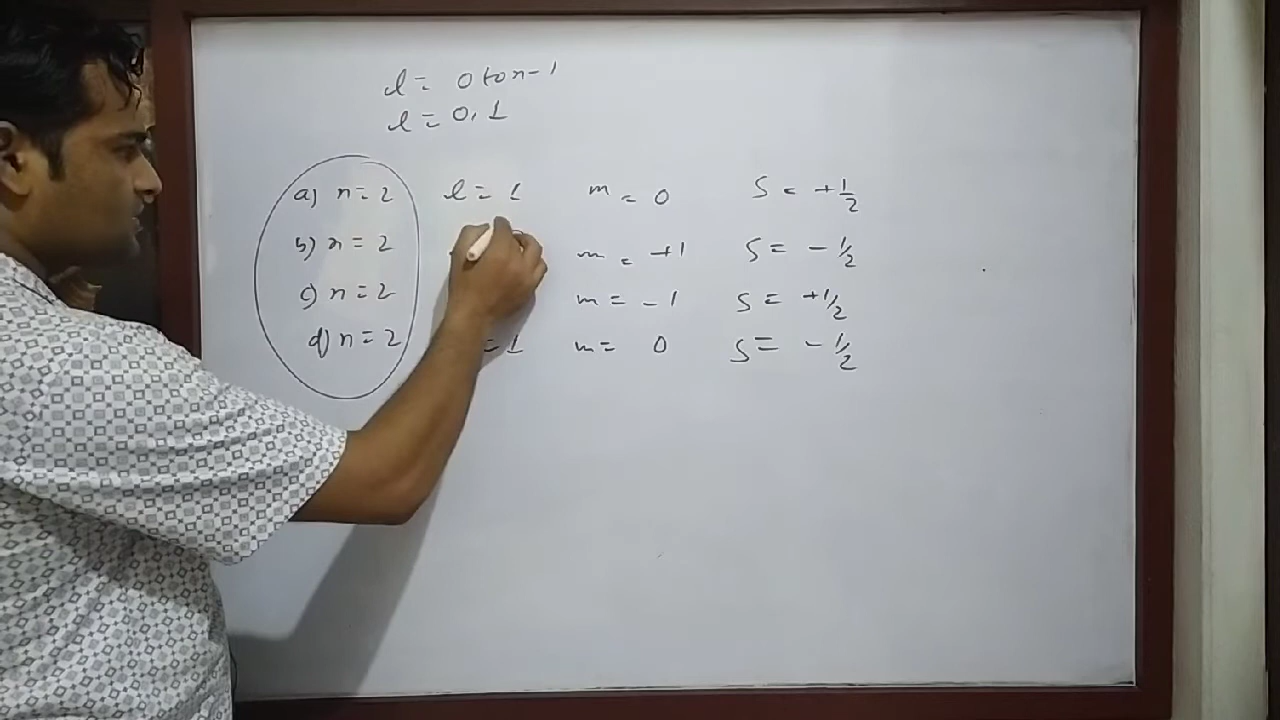 l = 0 to n-1
l = 0, 1
a) n = 2 l = 1 m = 0 S = +1/2
b) n = 2 m = +1 S = -1/2
c) n = 2 m = -1 S = +1/2
d) n = 2 = 1 m = 0 S = -1/2